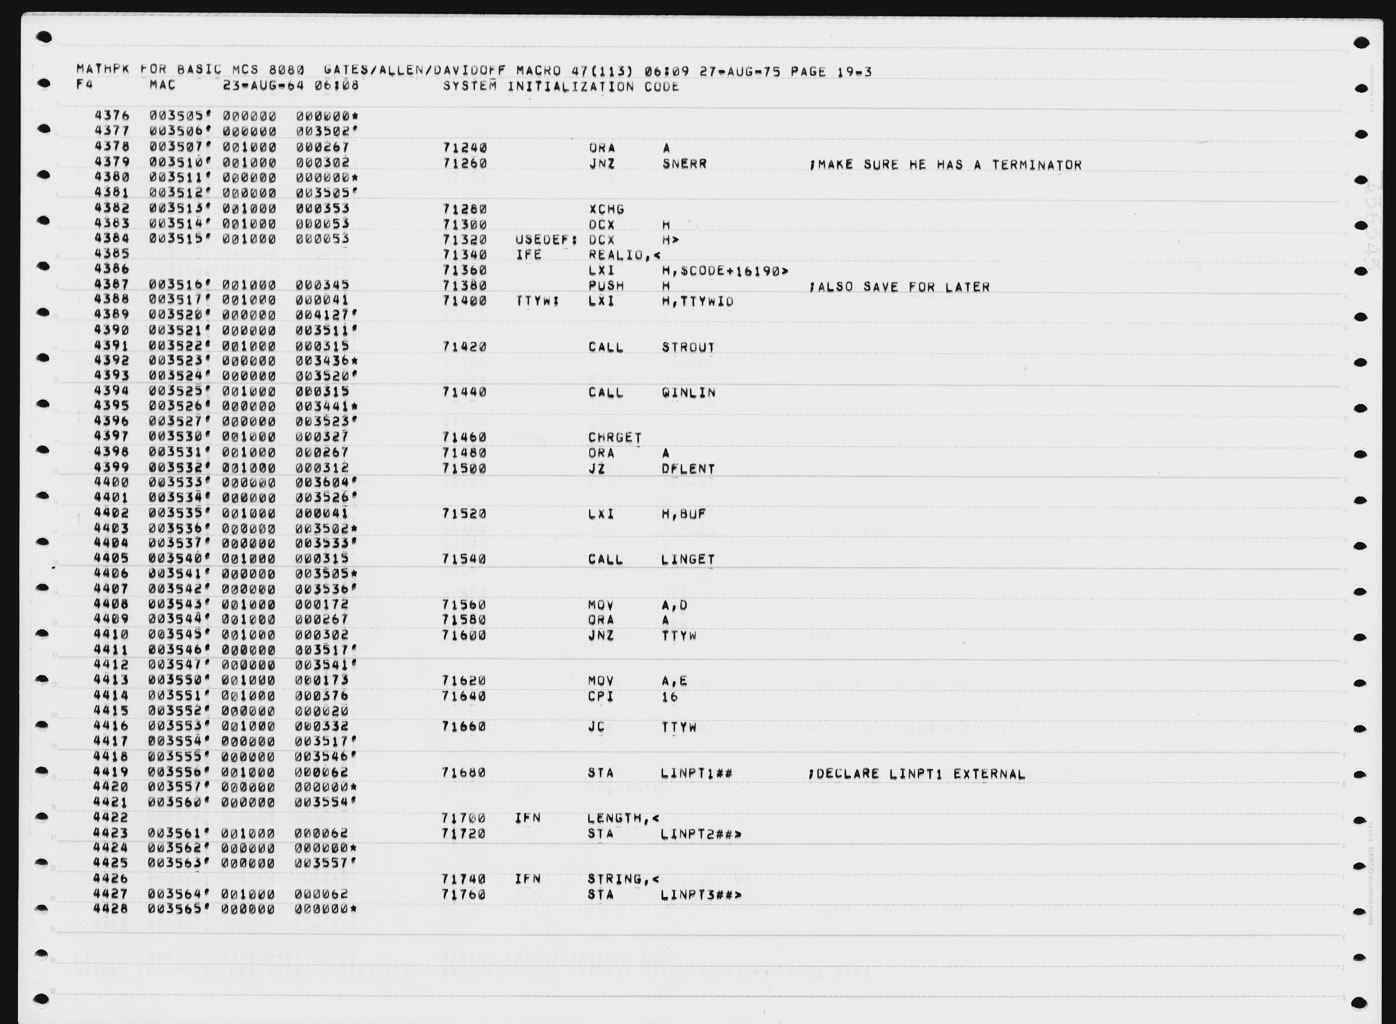 MATHPK FOR BASIC MCS 8080  GATES/ALLEN/DAVIDOFF MACRO 47(113) 06:09 27-AUG-75 PAGE 19-3
F4      MAC     23-AUG-64 06:08         SYSTEM INITIALIZATION CODE
4376 003505' 000000 000000*
4377 003506' 000000 003502'
4378 003507' 001000 000267 71240 ORA A
4379 003510' 001000 000302 71260 JNZ SNERR ;MAKE SURE HE HAS A TERMINATOR
4380 003511' 000000 000000*
4381 003512' 000000 003505'
4382 003513' 001000 000353 71280 XCHG
4383 003514' 001000 000053 71300 DCX H
4384 003515' 001000 000053 71320 USEDEF: DCX H>
4385 71340 IFE REALIO,<
4386 71360 LXI H,SCODE+16190>
4387 003516' 001000 000345 71380 PUSH H ;ALSO SAVE FOR LATER
4388 003517' 001000 000041 71400 TTYW: LXI H,TTYWID
4389 003520' 000000 004127'
4390 003521' 000000 003511'
4391 003522' 001000 000315 71420 CALL STROUT
4392 003523' 000000 003436*
4393 003524' 000000 003520'
4394 003525' 001000 000315 71440 CALL QINLIN
4395 003526' 000000 003441*
4396 003527' 000000 003523'
4397 003530' 001000 000327 71460 CHRGET
4398 003531' 001000 000267 71480 ORA A
4399 003532' 001000 000312 71500 JZ DFLENT
4400 003533' 000000 003604'
4401 003534' 000000 003526'
4402 003535' 001000 000041 71520 LXI H,BUF
4403 003536' 000000 003502*
4404 003537' 000000 003533'
4405 003540' 001000 000315 71540 CALL LINGET
4406 003541' 000000 003505*
4407 003542' 000000 003536'
4408 003543' 001000 000172 71560 MOV A,D
4409 003544' 001000 000267 71580 ORA A
4410 003545' 001000 000302 71600 JNZ TTYW
4411 003546' 000000 003517'
4412 003547' 000000 003541'
4413 003550' 001000 000173 71620 MOV A,E
4414 003551' 001000 000376 71640 CPI 16
4415 003552' 000000 000020
4416 003553' 001000 000332 71660 JC TTYW
4417 003554' 000000 003517'
4418 003555' 000000 003546'
4419 003556' 001000 000062 71680 STA LINPT1## ;DECLARE LINPT1 EXTERNAL
4420 003557' 000000 000000*
4421 003560' 000000 003554'
4422 71700 IFN LENGTH,<
4423 003561' 001000 000062 71720 STA LINPT2##>
4424 003562' 000000 000000*
4425 003563' 000000 003557'
4426 71740 IFN STRING,<
4427 003564' 001000 000062 71760 STA LINPT3##>
4428 003565' 000000 000000*